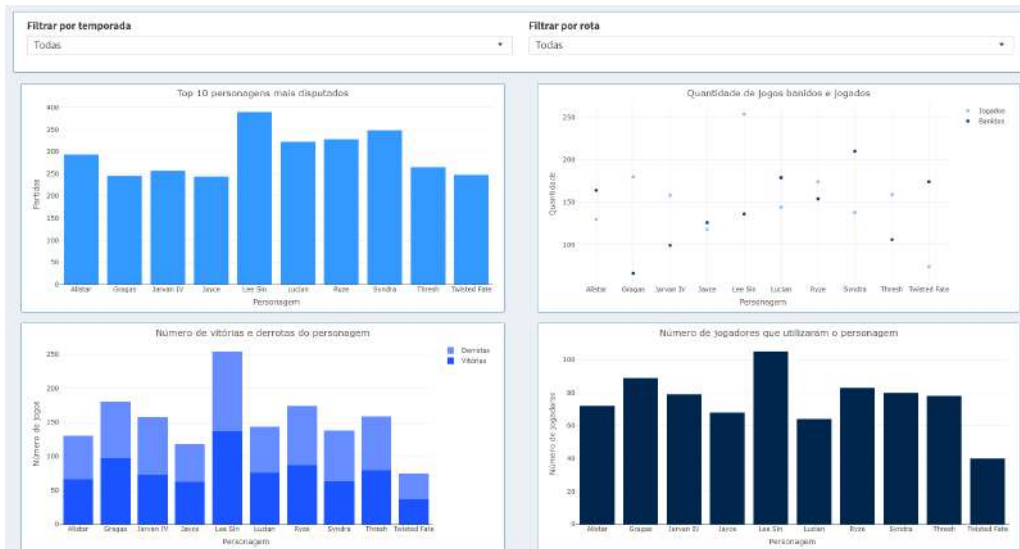 Filtrar por temporada
Todas
Filtrar por rota
Todas
Top 10 personagens mais disputados
400
350
300
250
200
150
100
50
0
Partidas
Alistar Gragas Jarvan IV Jayce Lee Sin Lucian Ryze Syndra Thresh Twisted Fate
Personagem
Quantidade de jogos banidos e jogados
Jogados
Banidos
250
200
150
100
Quantidade
Alistar Gragas Jarvan IV Jayce Lee Sin Lucian Ryze Syndra Thresh Twisted Fate
Personagem
Número de vitórias e derrotas do personagem
Derrotas
Vitórias
250
200
150
100
50
0
Número de jogos
Alistar Gragas Jarvan IV Jayce Lee Sin Lucian Ryze Syndra Thresh Twisted Fate
Personagem
Número de jogadores que utilizaram o personagem
100
80
60
40
20
0
Número de jogadores
Alistar Gragas Jarvan IV Jayce Lee Sin Lucian Ryze Syndra Thresh Twisted Fate
Personagem